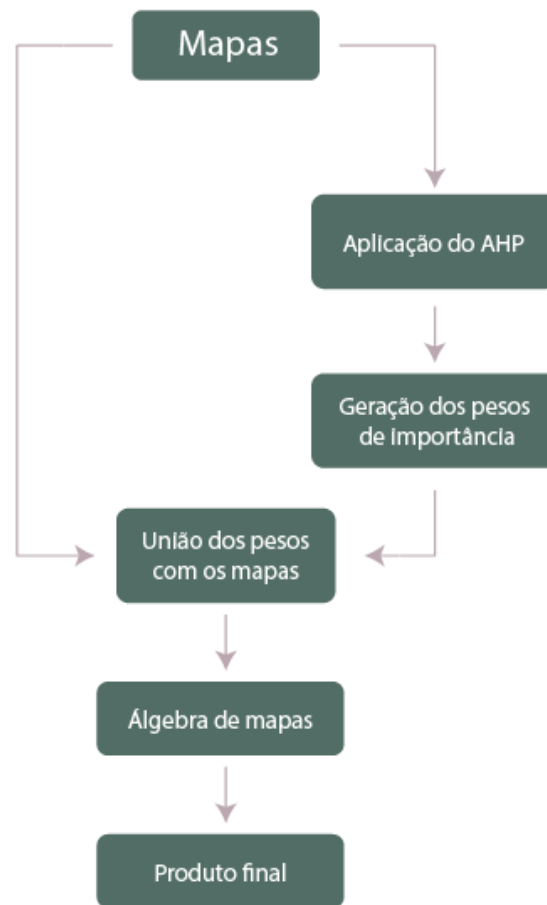 Mapas
Aplicação do AHP
Geração dos pesos
de importância
União dos pesos
com os mapas
Álgebra de mapas
Produto final